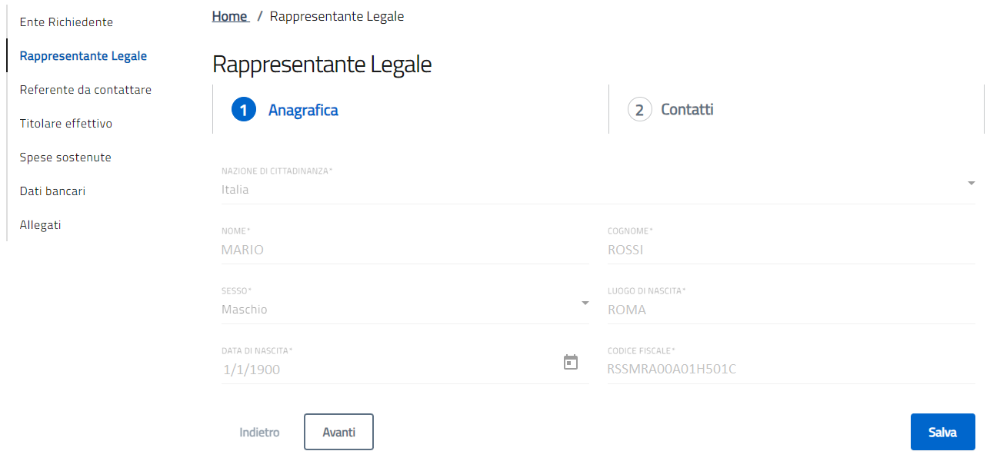 Ente Richiedente
Rappresentante Legale
Referente da contattare
Titolare effettivo
Spese sostenute
Dati bancari
Allegati
Home / Rappresentante Legale
Rappresentante Legale
1 Anagrafica
2 Contatti
NAZIONE DI CITTADINANZA*
Italia
NOME*
MARIO
COGNOME*
ROSSI
SESSO*
Maschio
LUOGO DI NASCITA*
ROMA
DATA DI NASCITA*
1/1/1900
CODICE FISCALE*
RSSMRA00A01H501C
Indietro
Avanti
Salva